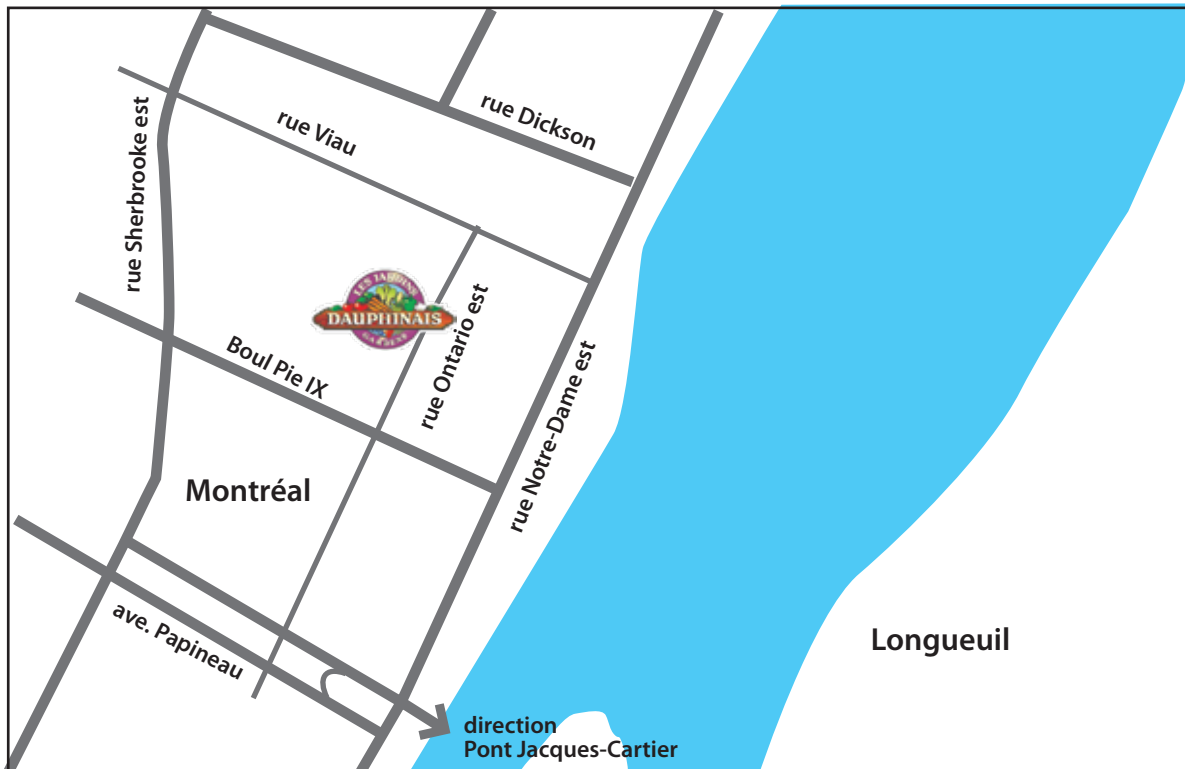 rue Dickson
rue Viau
rue Sherbrooke est
LES JARDINS
DAUPHINAIS
rue Ontario est
Boul Pie IX
rue Notre-Dame est
Montréal
ave. Papineau
Longueuil
direction
Pont Jacques-Cartier